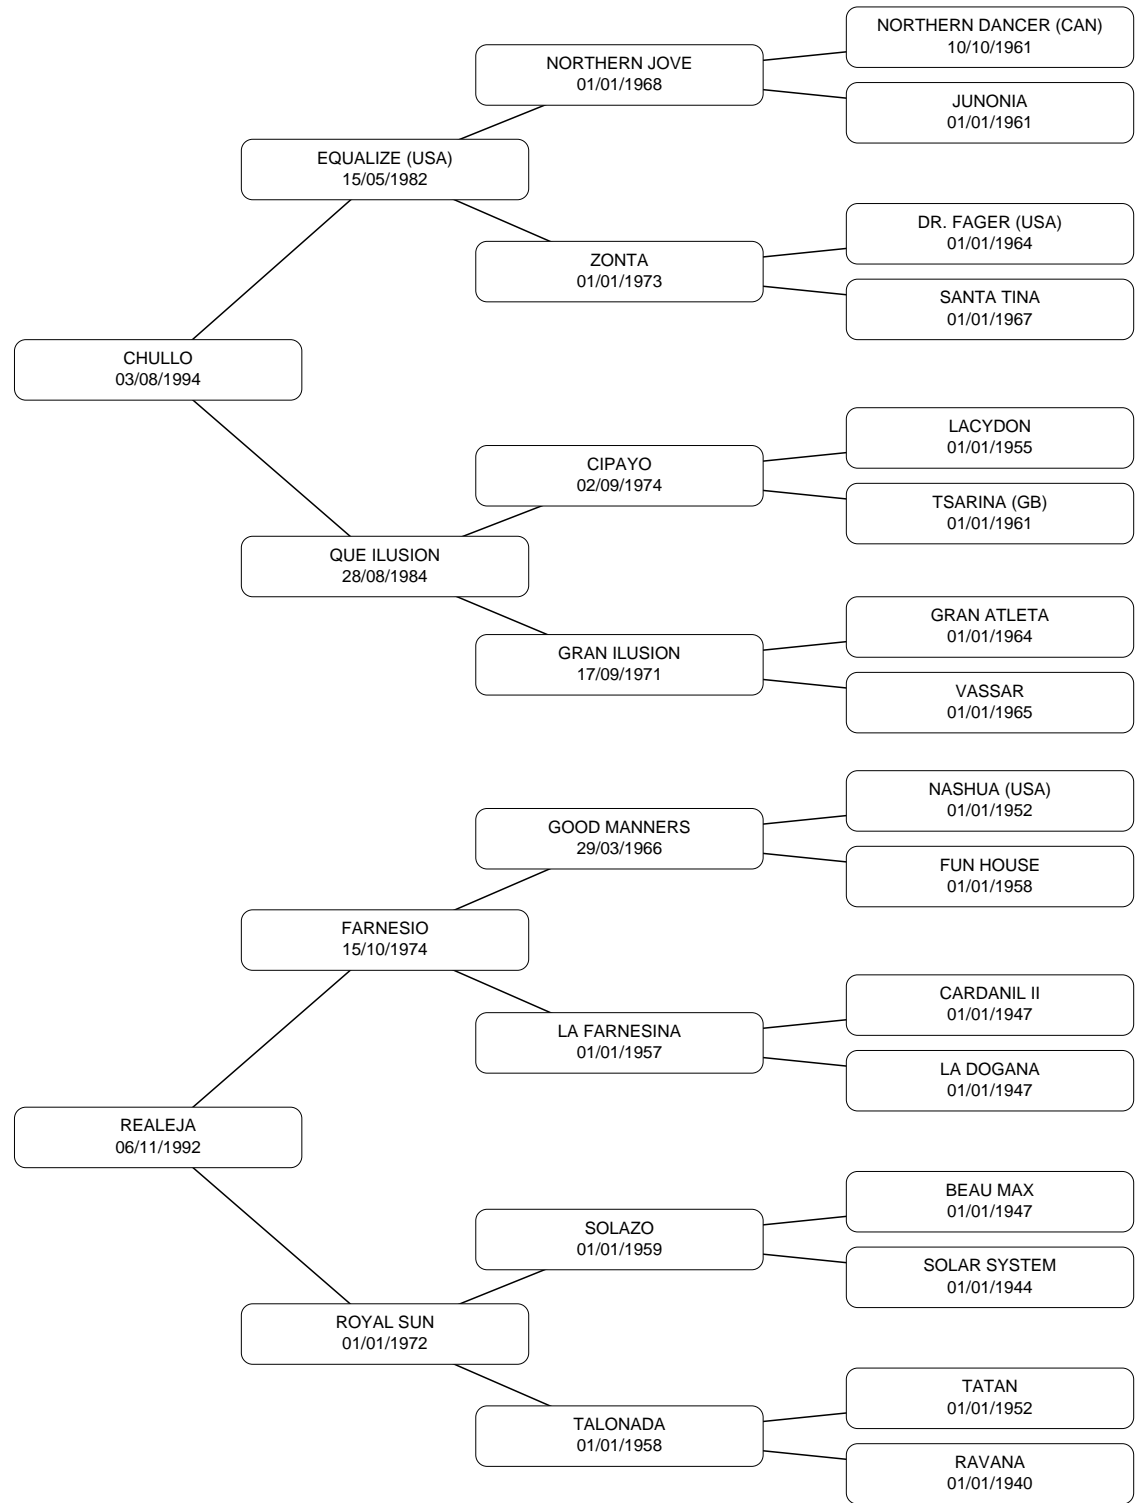 NORTHERN DANCER (CAN)
10/10/1961
NORTHERN JOVE
01/01/1968
JUNONIA
01/01/1961
EQUALIZE (USA)
15/05/1982
DR. FAGER (USA)
01/01/1964
ZONTA
01/01/1973
SANTA TINA
01/01/1967
CHULLO
03/08/1994
LACYDON
01/01/1955
CIPAYO
02/09/1974
TSARINA (GB)
01/01/1961
QUE ILUSION
28/08/1984
GRAN ATLETA
01/01/1964
GRAN ILUSION
17/09/1971
VASSAR
01/01/1965
NASHUA (USA)
01/01/1952
GOOD MANNERS
29/03/1966
FUN HOUSE
01/01/1958
FARNESIO
15/10/1974
CARDANIL II
01/01/1947
LA FARNESINA
01/01/1957
LA DOGANA
01/01/1947
REALEJA
06/11/1992
BEAU MAX
01/01/1947
SOLAZO
01/01/1959
SOLAR SYSTEM
01/01/1944
ROYAL SUN
01/01/1972
TATAN
01/01/1952
TALONADA
01/01/1958
RAVANA
01/01/1940